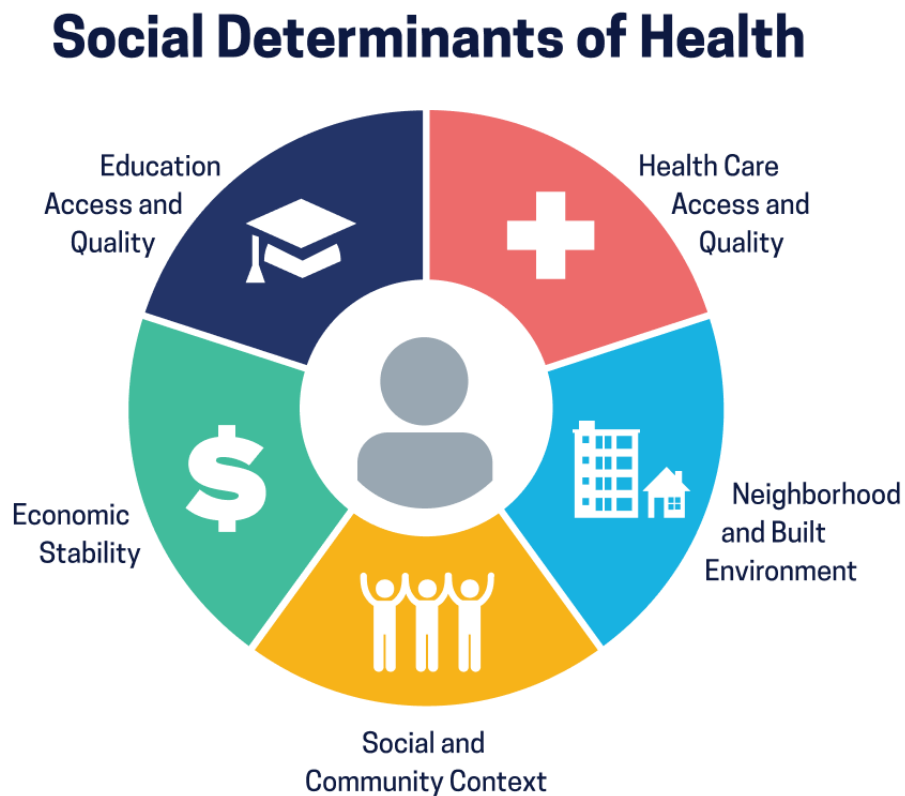 Social Determinants of Health
Education
Access and
Quality
Health Care
Access and
Quality
Economic
Stability
Neighborhood
and Built
Environment
Social and
Community Context